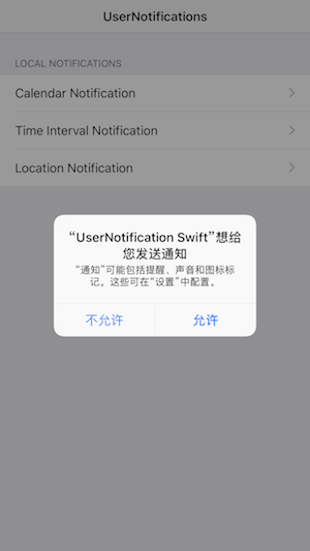 UserNotifications
LOCAL NOTIFICATIONS
Calendar Notification
Time Interval Notification
Location Notification
“UserNotification Swift”想给
您发送通知
“通知”可能包括提醒、声音和图标标
记。这些可在“设置”中配置。
不允许
允许